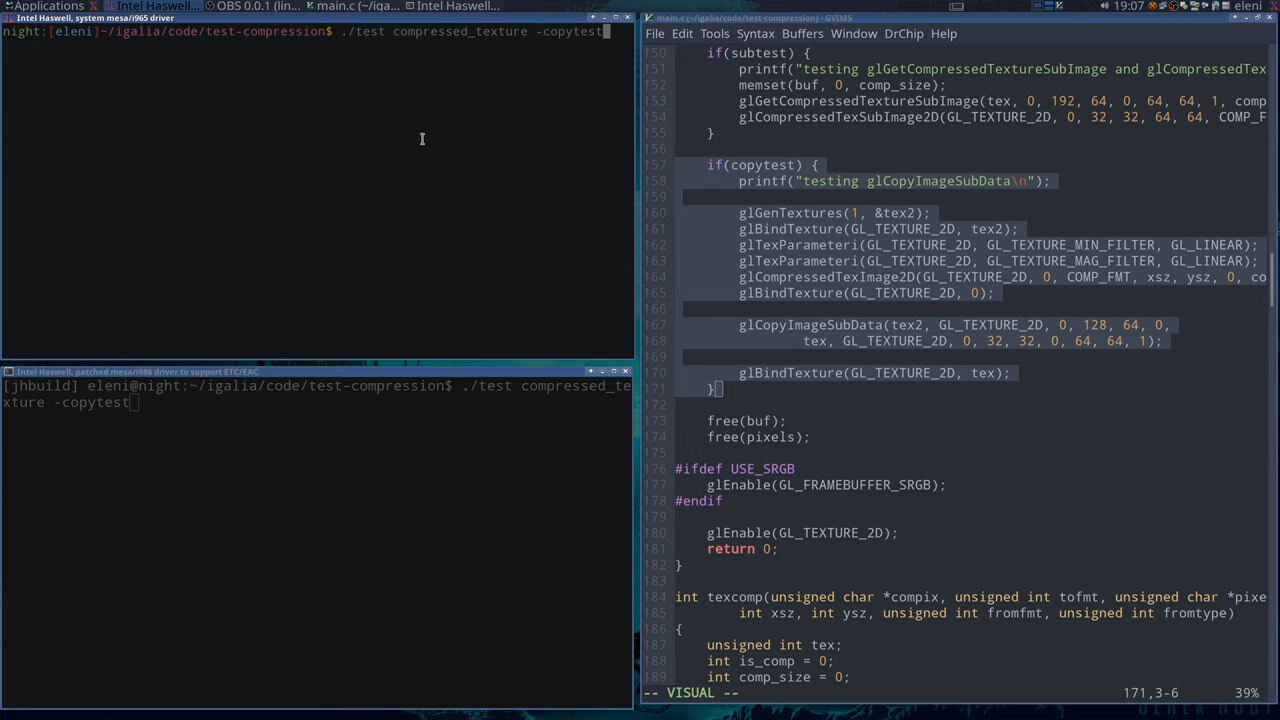 Applications Intel Haswell... OBS 0.0.1 (lin... main.c (~/iga... Intel Haswell... 19:07 eleni
Intel Haswell, system mesa/i965 driver
night:[eleni]~/igalia/code/test-compression$ ./test compressed_texture -copytest
Intel Haswell, patched mesa/i986 driver to support ETC/EAC
[jhbuild] eleni@night:~/igalia/code/test-compression$ ./test compressed_te
xture -copytest
main.c (~/igalia/code/test-compression) - GVIM5
File Edit Tools Syntax Buffers Window DrChip Help
150 if(subtest) {
151 printf("testing glGetCompressedTextureSubImage and glCompressedTex
152 memset(buf, 0, comp_size);
153 glGetCompressedTextureSubImage(tex, 0, 192, 64, 0, 64, 64, 1, comp
154 glCompressedTexSubImage2D(GL_TEXTURE_2D, 0, 32, 32, 64, 64, COMP_F
155 }
156
157 if(copytest) {
158 printf("testing glCopyImageSubData\n");
159
160 glGenTextures(1, &tex2);
161 glBindTexture(GL_TEXTURE_2D, tex2);
162 glTexParameteri(GL_TEXTURE_2D, GL_TEXTURE_MIN_FILTER, GL_LINEAR);
163 glTexParameteri(GL_TEXTURE_2D, GL_TEXTURE_MAG_FILTER, GL_LINEAR);
164 glCompressedTexImage2D(GL_TEXTURE_2D, 0, COMP_FMT, xsz, ysz, 0, co
165 glBindTexture(GL_TEXTURE_2D, 0);
166
167 glCopyImageSubData(tex2, GL_TEXTURE_2D, 0, 128, 64, 0,
168 tex, GL_TEXTURE_2D, 0, 32, 32, 0, 64, 64, 1);
169
170 glBindTexture(GL_TEXTURE_2D, tex);
171 }
172
173 free(buf);
174 free(pixels);
175
176 #ifdef USE_SRGB
177 glEnable(GL_FRAMEBUFFER_SRGB);
178 #endif
179
180 glEnable(GL_TEXTURE_2D);
181 return 0;
182 }
183
184 int texcomp(unsigned char *compix, unsigned int tofmt, unsigned char *pixe
185 int xsz, int ysz, unsigned int fromfmt, unsigned int fromtype)
186 {
187 unsigned int tex;
188 int is_comp = 0;
189 int comp_size = 0;
-- VISUAL -- 171,3-6 39%